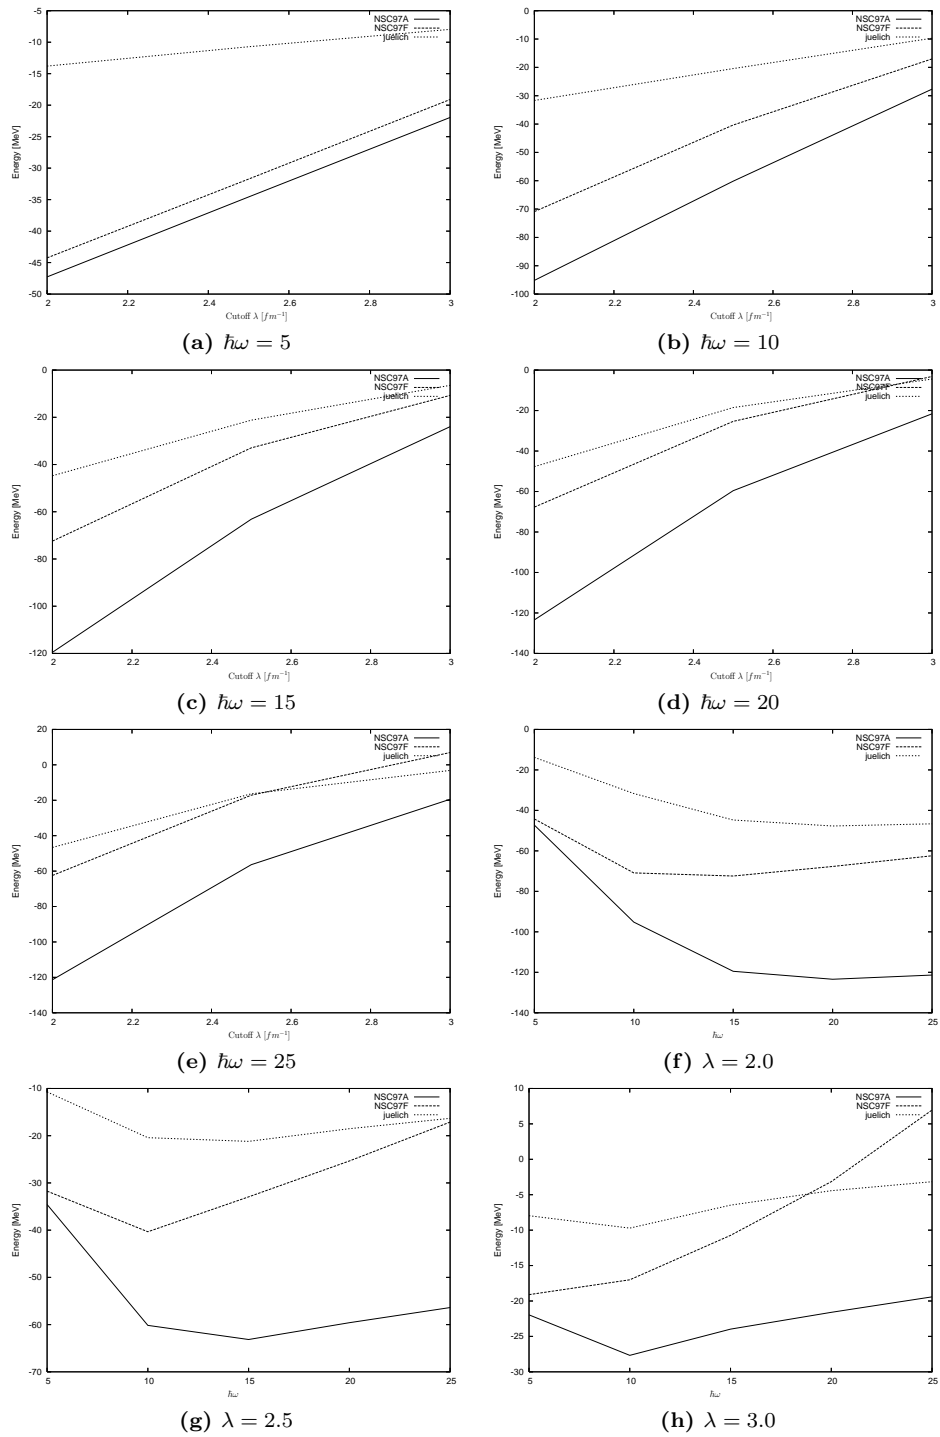 -5
-10
-15
-20
-25
-30
-35
-40
-45
-50
Energy [MeV]
NSC97A
NSC97F
juelich
2 2.2 2.4 2.6 2.8 3
Cutoff λ [fm⁻¹]
(a) ℏω = 5
0
-10
-20
-30
-40
-50
-60
-70
-80
-90
-100
Energy [MeV]
NSC97A
NSC97F
juelich
2 2.2 2.4 2.6 2.8 3
Cutoff λ [fm⁻¹]
(b) ℏω = 10
0
-20
-40
-60
-80
-100
-120
Energy [MeV]
NSC97A
NSC97F
juelich
2 2.2 2.4 2.6 2.8 3
Cutoff λ [fm⁻¹]
(c) ℏω = 15
0
-20
-40
-60
-80
-100
-120
-140
Energy [MeV]
NSC97A
NSC97F
juelich
2 2.2 2.4 2.6 2.8 3
Cutoff λ [fm⁻¹]
(d) ℏω = 20
20
0
-20
-40
-60
-80
-100
-120
-140
Energy [MeV]
NSC97A
NSC97F
juelich
2 2.2 2.4 2.6 2.8 3
Cutoff λ [fm⁻¹]
(e) ℏω = 25
0
-20
-40
-60
-80
-100
-120
-140
Energy [MeV]
NSC97A
NSC97F
juelich
5 10 15 20 25
ℏω
(f) λ = 2.0
-10
-20
-30
-40
-50
-60
-70
Energy [MeV]
NSC97A
NSC97F
juelich
5 10 15 20 25
ℏω
(g) λ = 2.5
10
5
0
-5
-10
-15
-20
-25
-30
Energy [MeV]
NSC97A
NSC97F
juelich
5 10 15 20 25
ℏω
(h) λ = 3.0